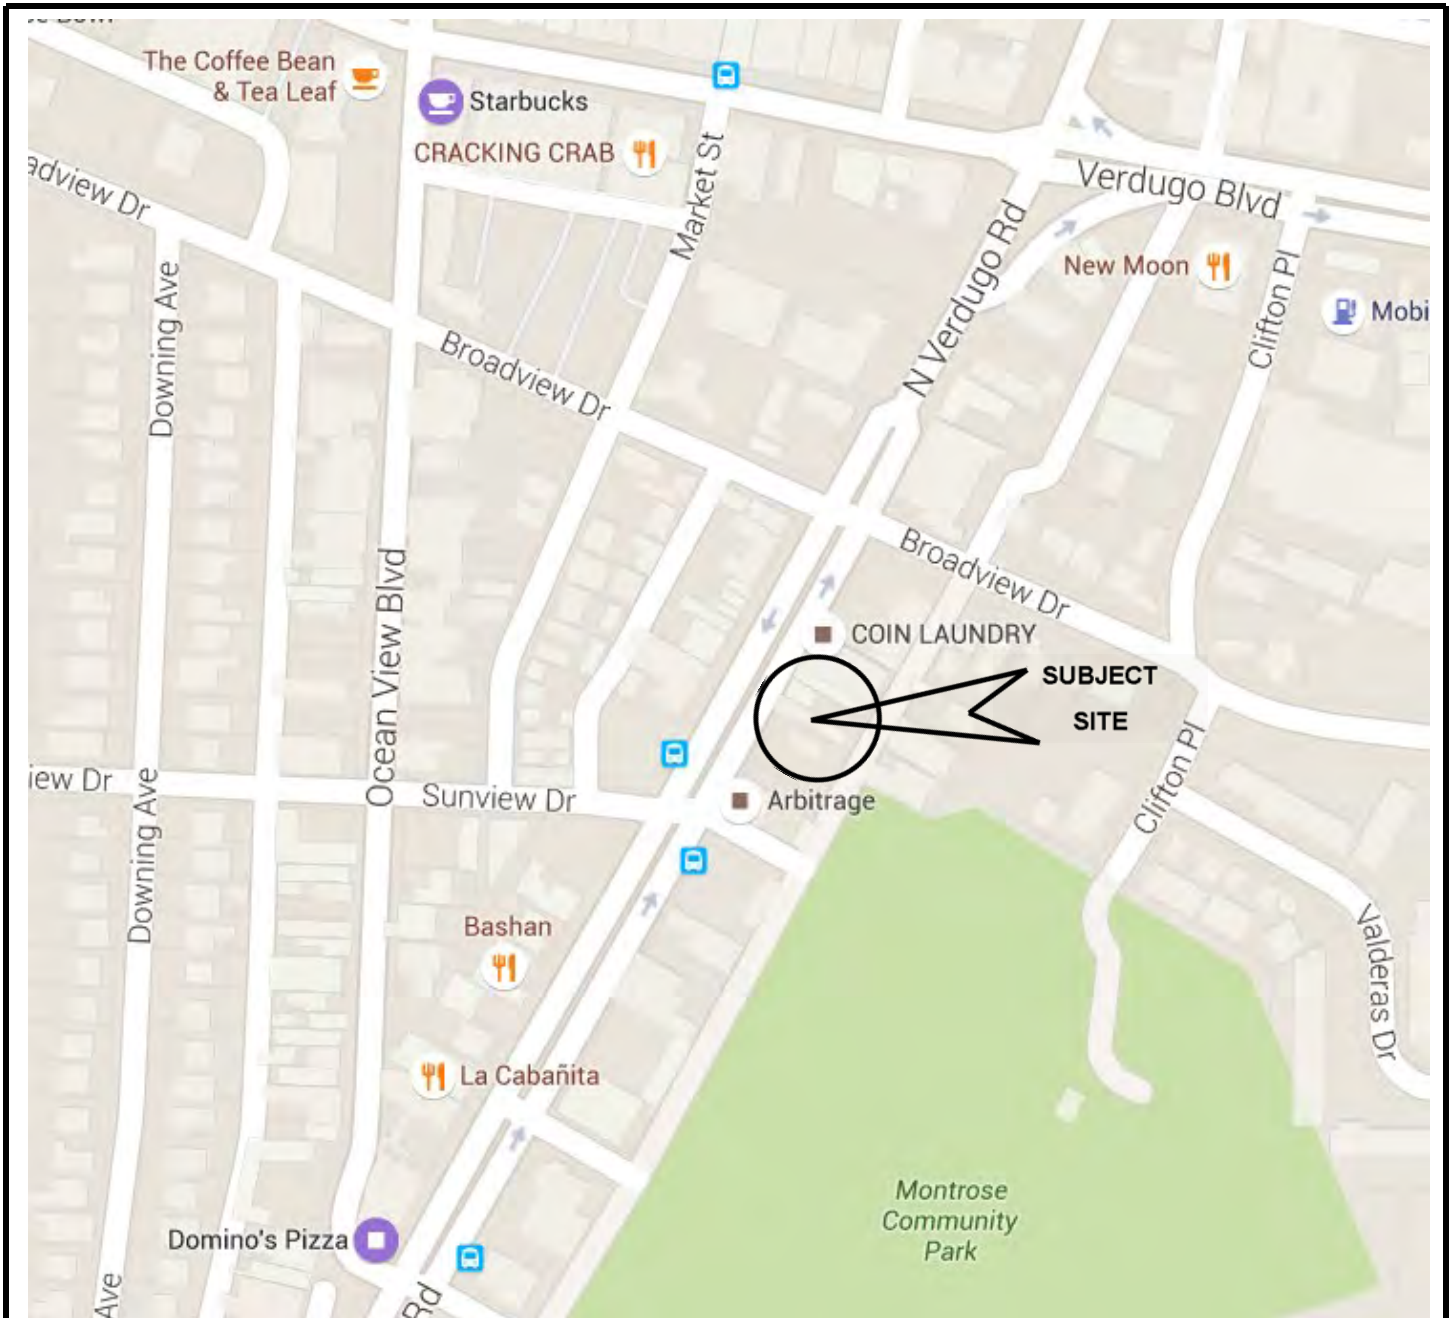 The Coffee Bean
& Tea Leaf
Starbucks
CRACKING CRAB
Market St
Verdugo Blvd
adview Dr
N Verdugo Rd
New Moon
Clifton Pl
Mobi
Downing Ave
Broadview Dr
Ocean View Blvd
Broadview Dr
COIN LAUNDRY
SUBJECT
SITE
iew Dr
Downing Ave
Sunview Dr
Arbitrage
Clifton Pl
Bashan
Valderas Dr
La Cabañita
Montrose
Community
Park
Domino's Pizza
Ave
Rd